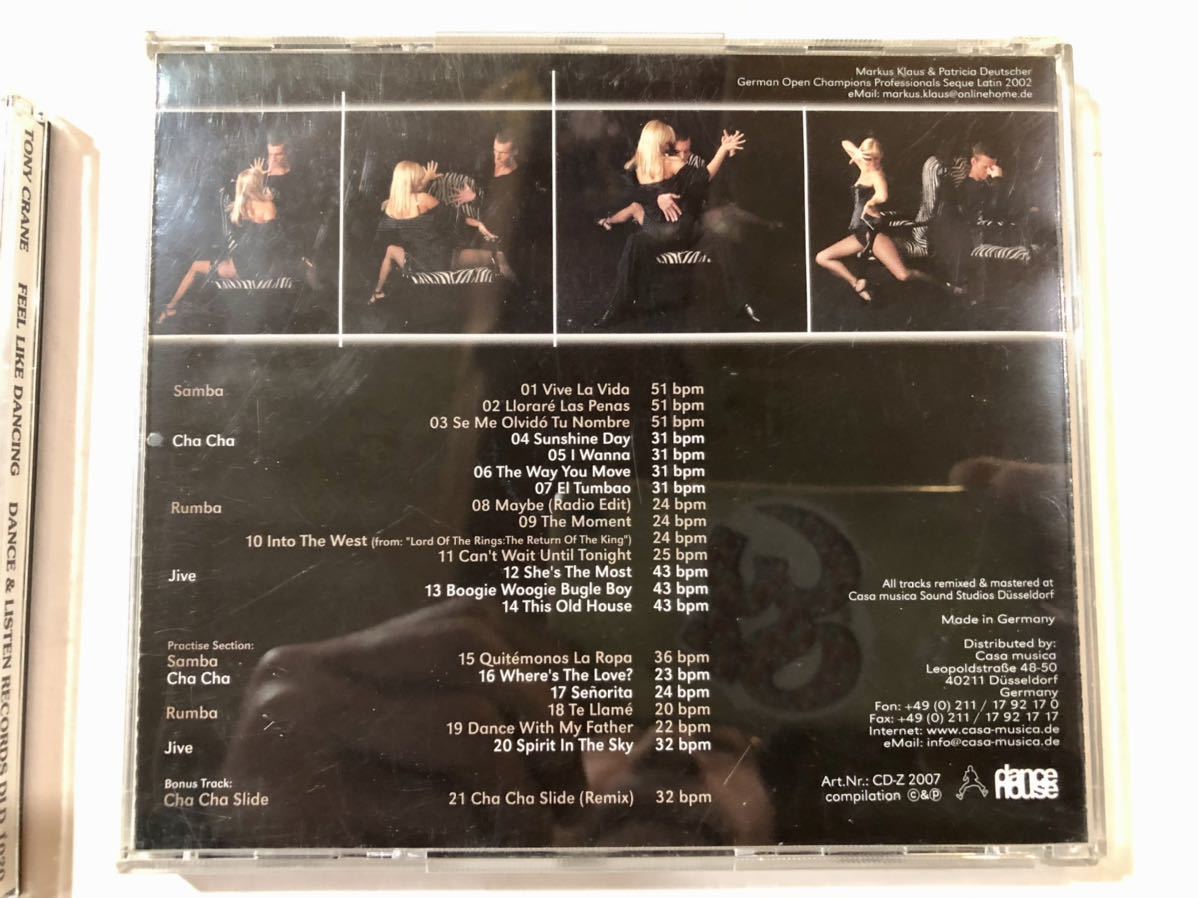 TONY CRANE FEEL LIKE DANCING DANCE & LISTEN RECORDS DLD 1039
Markus Klaus & Patricia Deutscher
German Open Champions Professionals Seque Latin 2002
eMail: markus.klaus@onlinehome.de
Samba 01 Vive La Vida 51 bpm
02 Lloraré Las Penas 51 bpm
03 Se Me Olvidó Tu Nombre 51 bpm
Cha Cha 04 Sunshine Day 31 bpm
05 I Wanna 31 bpm
06 The Way You Move 31 bpm
07 El Tumbao 31 bpm
Rumba 08 Maybe (Radio Edit) 24 bpm
09 The Moment 24 bpm
10 Into The West (from: "Lord Of The Rings:The Return Of The King") 24 bpm
11 Can't Wait Until Tonight 25 bpm
Jive 12 She's The Most 43 bpm
13 Boogie Woogie Bugle Boy 43 bpm
14 This Old House 43 bpm
Practise Section:
Samba 15 Quitémonos La Ropa 36 bpm
Cha Cha 16 Where's The Love? 23 bpm
17 Señorita 24 bpm
Rumba 18 Te Llamé 20 bpm
19 Dance With My Father 22 bpm
Jive 20 Spirit In The Sky 32 bpm
Bonus Track:
Cha Cha Slide 21 Cha Cha Slide (Remix) 32 bpm
All tracks remixed & mastered at
Casa musica Sound Studios Düsseldorf
Made in Germany
Distributed by:
Casa musica
Leopoldstraße 48-50
40211 Düsseldorf
Germany
Fon: +49 (0) 211 / 17 92 17 0
Fax: +49 (0) 211 / 17 92 17 17
Internet: www.casa-musica.de
eMail: info@casa-musica.de
Art.Nr.: CD-Z 2007
compilation ©&℗
dance
House